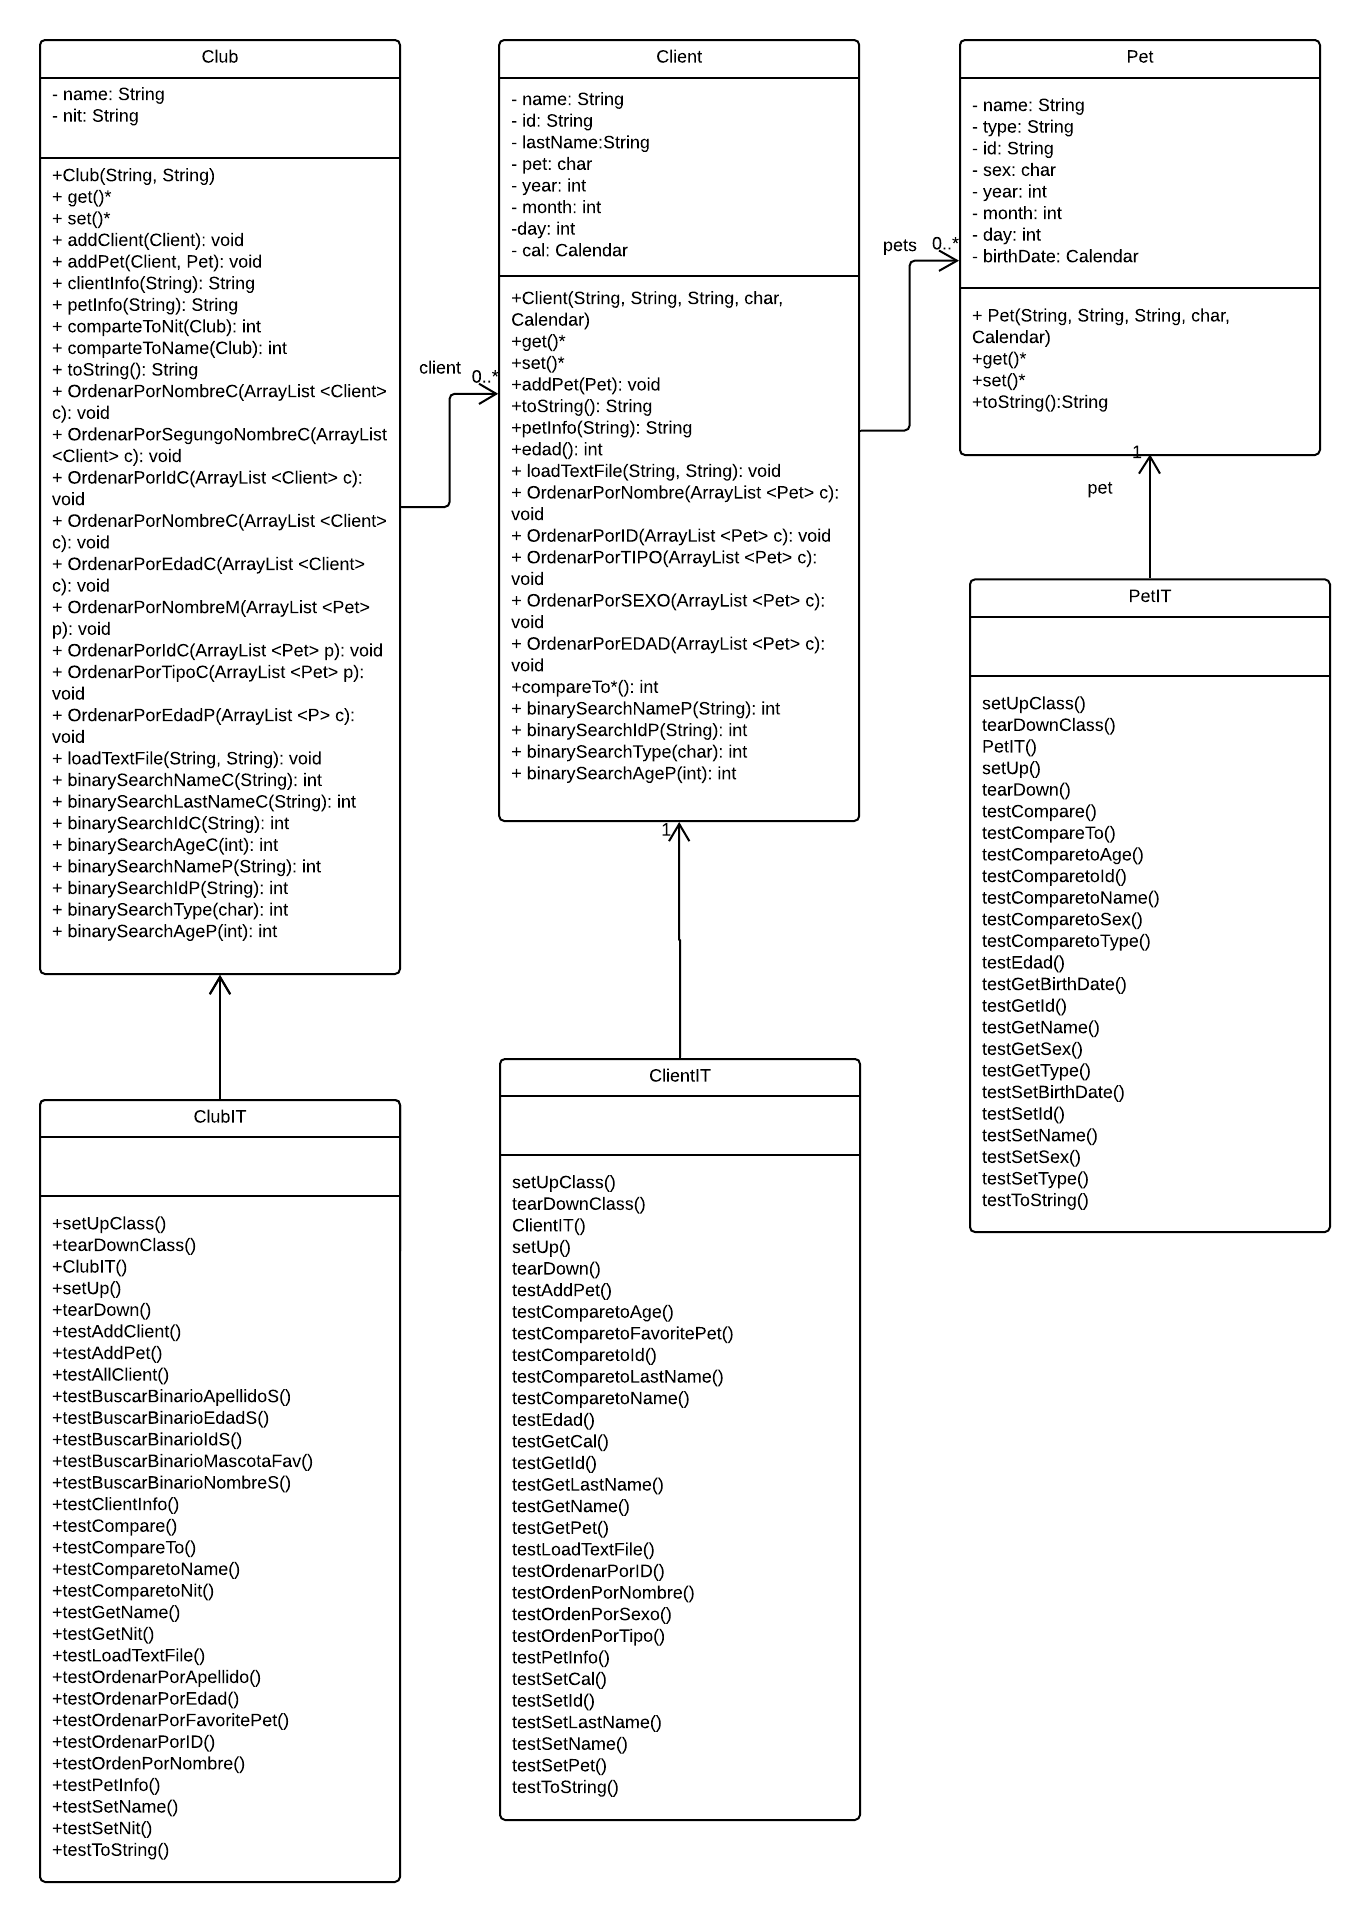 Club
- name: String
- nit: String
+Club(String, String)
+ get()*
+ set()*
+ addClient(Client): void
+ addPet(Client, Pet): void
+ clientInfo(String): String
+ petInfo(String): String
+ comparteToNit(Club): int
+ comparteToName(Club): int
+ toString(): String
+ OrdenarPorNombreC(ArrayList <Client>
c): void
+ OrdenarPorSegungoNombreC(ArrayList
<Client> c): void
+ OrdenarPorIdC(ArrayList <Client> c):
void
+ OrdenarPorNombreC(ArrayList <Client>
c): void
+ OrdenarPorEdadC(ArrayList <Client>
c): void
+ OrdenarPorNombreM(ArrayList <Pet>
p): void
+ OrdenarPorIdC(ArrayList <Pet> p): void
+ OrdenarPorTipoC(ArrayList <Pet> p):
void
+ OrdenarPorEdadP(ArrayList <P> c):
void
+ loadTextFile(String, String): void
+ binarySearchNameC(String): int
+ binarySearchLastNameC(String): int
+ binarySearchIdC(String): int
+ binarySearchAgeC(int): int
+ binarySearchNameP(String): int
+ binarySearchIdP(String): int
+ binarySearchType(char): int
+ binarySearchAgeP(int): int
client
0..*
Client
- name: String
- id: String
- lastName:String
- pet: char
- year: int
- month: int
-day: int
- cal: Calendar
+Client(String, String, String, char,
Calendar)
+get()*
+set()*
+addPet(Pet): void
+toString(): String
+petInfo(String): String
+edad(): int
+ loadTextFile(String, String): void
+ OrdenarPorNombre(ArrayList <Pet> c):
void
+ OrdenarPorID(ArrayList <Pet> c): void
+ OrdenarPorTIPO(ArrayList <Pet> c):
void
+ OrdenarPorSEXO(ArrayList <Pet> c):
void
+ OrdenarPorEDAD(ArrayList <Pet> c):
void
+compareTo*(): int
+ binarySearchNameP(String): int
+ binarySearchIdP(String): int
+ binarySearchType(char): int
+ binarySearchAgeP(int): int
pets
0..*
Pet
- name: String
- type: String
- id: String
- sex: char
- year: int
- month: int
- day: int
- birthDate: Calendar
+ Pet(String, String, String, char,
Calendar)
+get()*
+set()*
+toString():String
1
pet
PetIT
setUpClass()
tearDownClass()
PetIT()
setUp()
tearDown()
testCompare()
testCompareTo()
testComparetoAge()
testComparetoId()
testComparetoName()
testComparetoSex()
testComparetoType()
testEdad()
testGetBirthDate()
testGetId()
testGetName()
testGetSex()
testGetType()
testSetBirthDate()
testSetId()
testSetName()
testSetSex()
testSetType()
testToString()
1
ClientIT
setUpClass()
tearDownClass()
ClientIT()
setUp()
tearDown()
testAddPet()
testComparetoAge()
testComparetoFavoritePet()
testComparetoId()
testComparetoLastName()
testComparetoName()
testEdad()
testGetCal()
testGetId()
testGetLastName()
testGetName()
testGetPet()
testLoadTextFile()
testOrdenarPorID()
testOrdenPorNombre()
testOrdenPorSexo()
testOrdenPorTipo()
testPetInfo()
testSetCal()
testSetId()
testSetLastName()
testSetName()
testSetPet()
testToString()
ClubIT
+setUpClass()
+tearDownClass()
+ClubIT()
+setUp()
+tearDown()
+testAddClient()
+testAddPet()
+testAllClient()
+testBuscarBinarioApellidoS()
+testBuscarBinarioEdadS()
+testBuscarBinarioIdS()
+testBuscarBinarioMascotaFav()
+testBuscarBinarioNombreS()
+testClientInfo()
+testCompare()
+testCompareTo()
+testComparetoName()
+testComparetoNit()
+testGetName()
+testGetNit()
+testLoadTextFile()
+testOrdenarPorApellido()
+testOrdenarPorEdad()
+testOrdenarPorFavoritePet()
+testOrdenarPorID()
+testOrdenPorNombre()
+testPetInfo()
+testSetName()
+testSetNit()
+testToString()